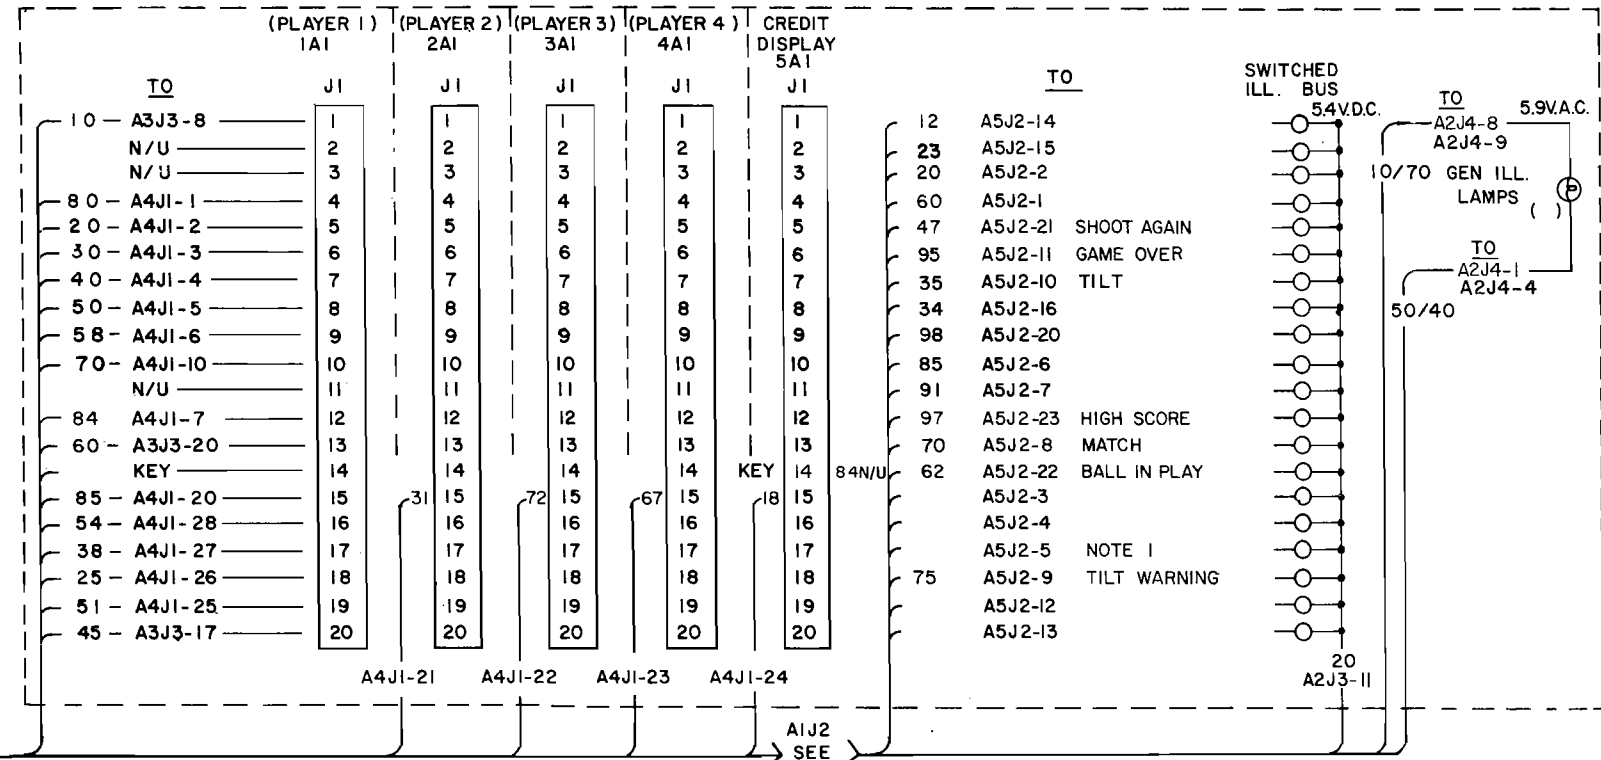 (PLAYER 1) (PLAYER 2) (PLAYER 3) (PLAYER 4) CREDIT
1A1 2A1 3A1 4A1 DISPLAY
5A1
TO J1 J1 J1 J1 J1 TO SWITCHED
ILL. BUS
5.4V.D.C. TO 5.9V.A.C.
10 - A3J3-8 1 1 1 1 1 12 A5J2-14 A2J4-8
N/U 2 2 2 2 2 23 A5J2-15 A2J4-9
N/U 3 3 3 3 3 20 A5J2-2 10/70 GEN ILL.
80 - A4J1-1 4 4 4 4 4 60 A5J2-1 LAMPS ( )
20 - A4J1-2 5 5 5 5 5 47 A5J2-21 SHOOT AGAIN
30 - A4J1-3 6 6 6 6 6 95 A5J2-11 GAME OVER TO
40 - A4J1-4 7 7 7 7 7 35 A5J2-10 TILT A2J4-1
A2J4-4
50 - A4J1-5 8 8 8 8 8 34 A5J2-16 50/40
58 - A4J1-6 9 9 9 9 9 98 A5J2-20
70 - A4J1-10 10 10 10 10 10 85 A5J2-6
N/U 11 11 11 11 11 91 A5J2-7
84 A4J1-7 12 12 12 12 12 97 A5J2-23 HIGH SCORE
60 - A3J3-20 13 13 13 13 13 70 A5J2-8 MATCH
KEY 14 14 14 14 KEY 14 84N/U 62 A5J2-22 BALL IN PLAY
85 - A4J1-20 15 31 15 72 15 67 15 18 15 A5J2-3
54 - A4J1-28 16 16 16 16 16 A5J2-4
38 - A4J1-27 17 17 17 17 17 A5J2-5 NOTE 1
25 - A4J1-26 18 18 18 18 18 75 A5J2-9 TILT WARNING
51 - A4J1-25 19 19 19 19 19 A5J2-12
45 - A3J3-17 20 20 20 20 20 A5J2-13
20
A4J1-21 A4J1-22 A4J1-23 A4J1-24 A2J3-11
A1J2
SEE